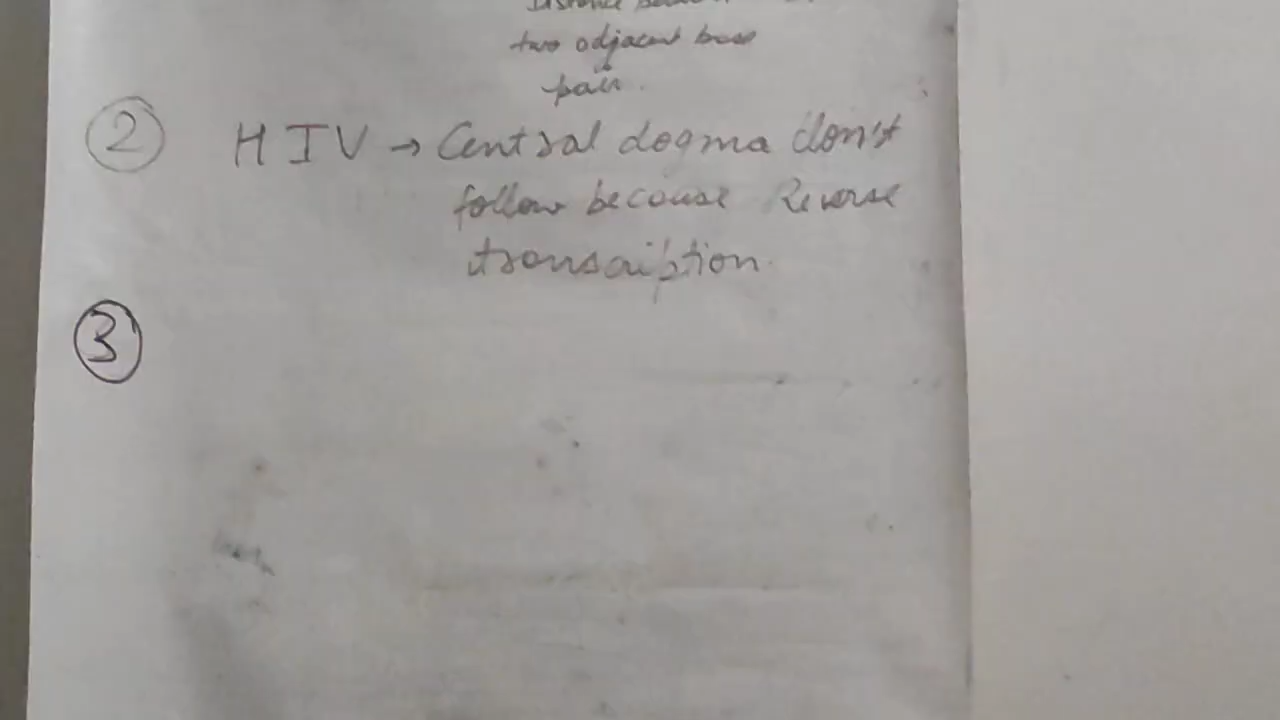 two adjacent base
pair.
② HIV → Central dogma don't
follow because Reverse
transcription.
③